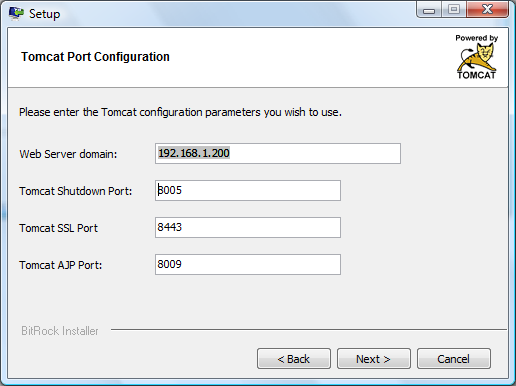 Setup
Tomcat Port Configuration
Powered by
TOMCAT
Please enter the Tomcat configuration parameters you wish to use.
Web Server domain: 192.168.1.200
Tomcat Shutdown Port: 8005
Tomcat SSL Port 8443
Tomcat AJP Port: 8009
BitRock Installer
< Back Next > Cancel